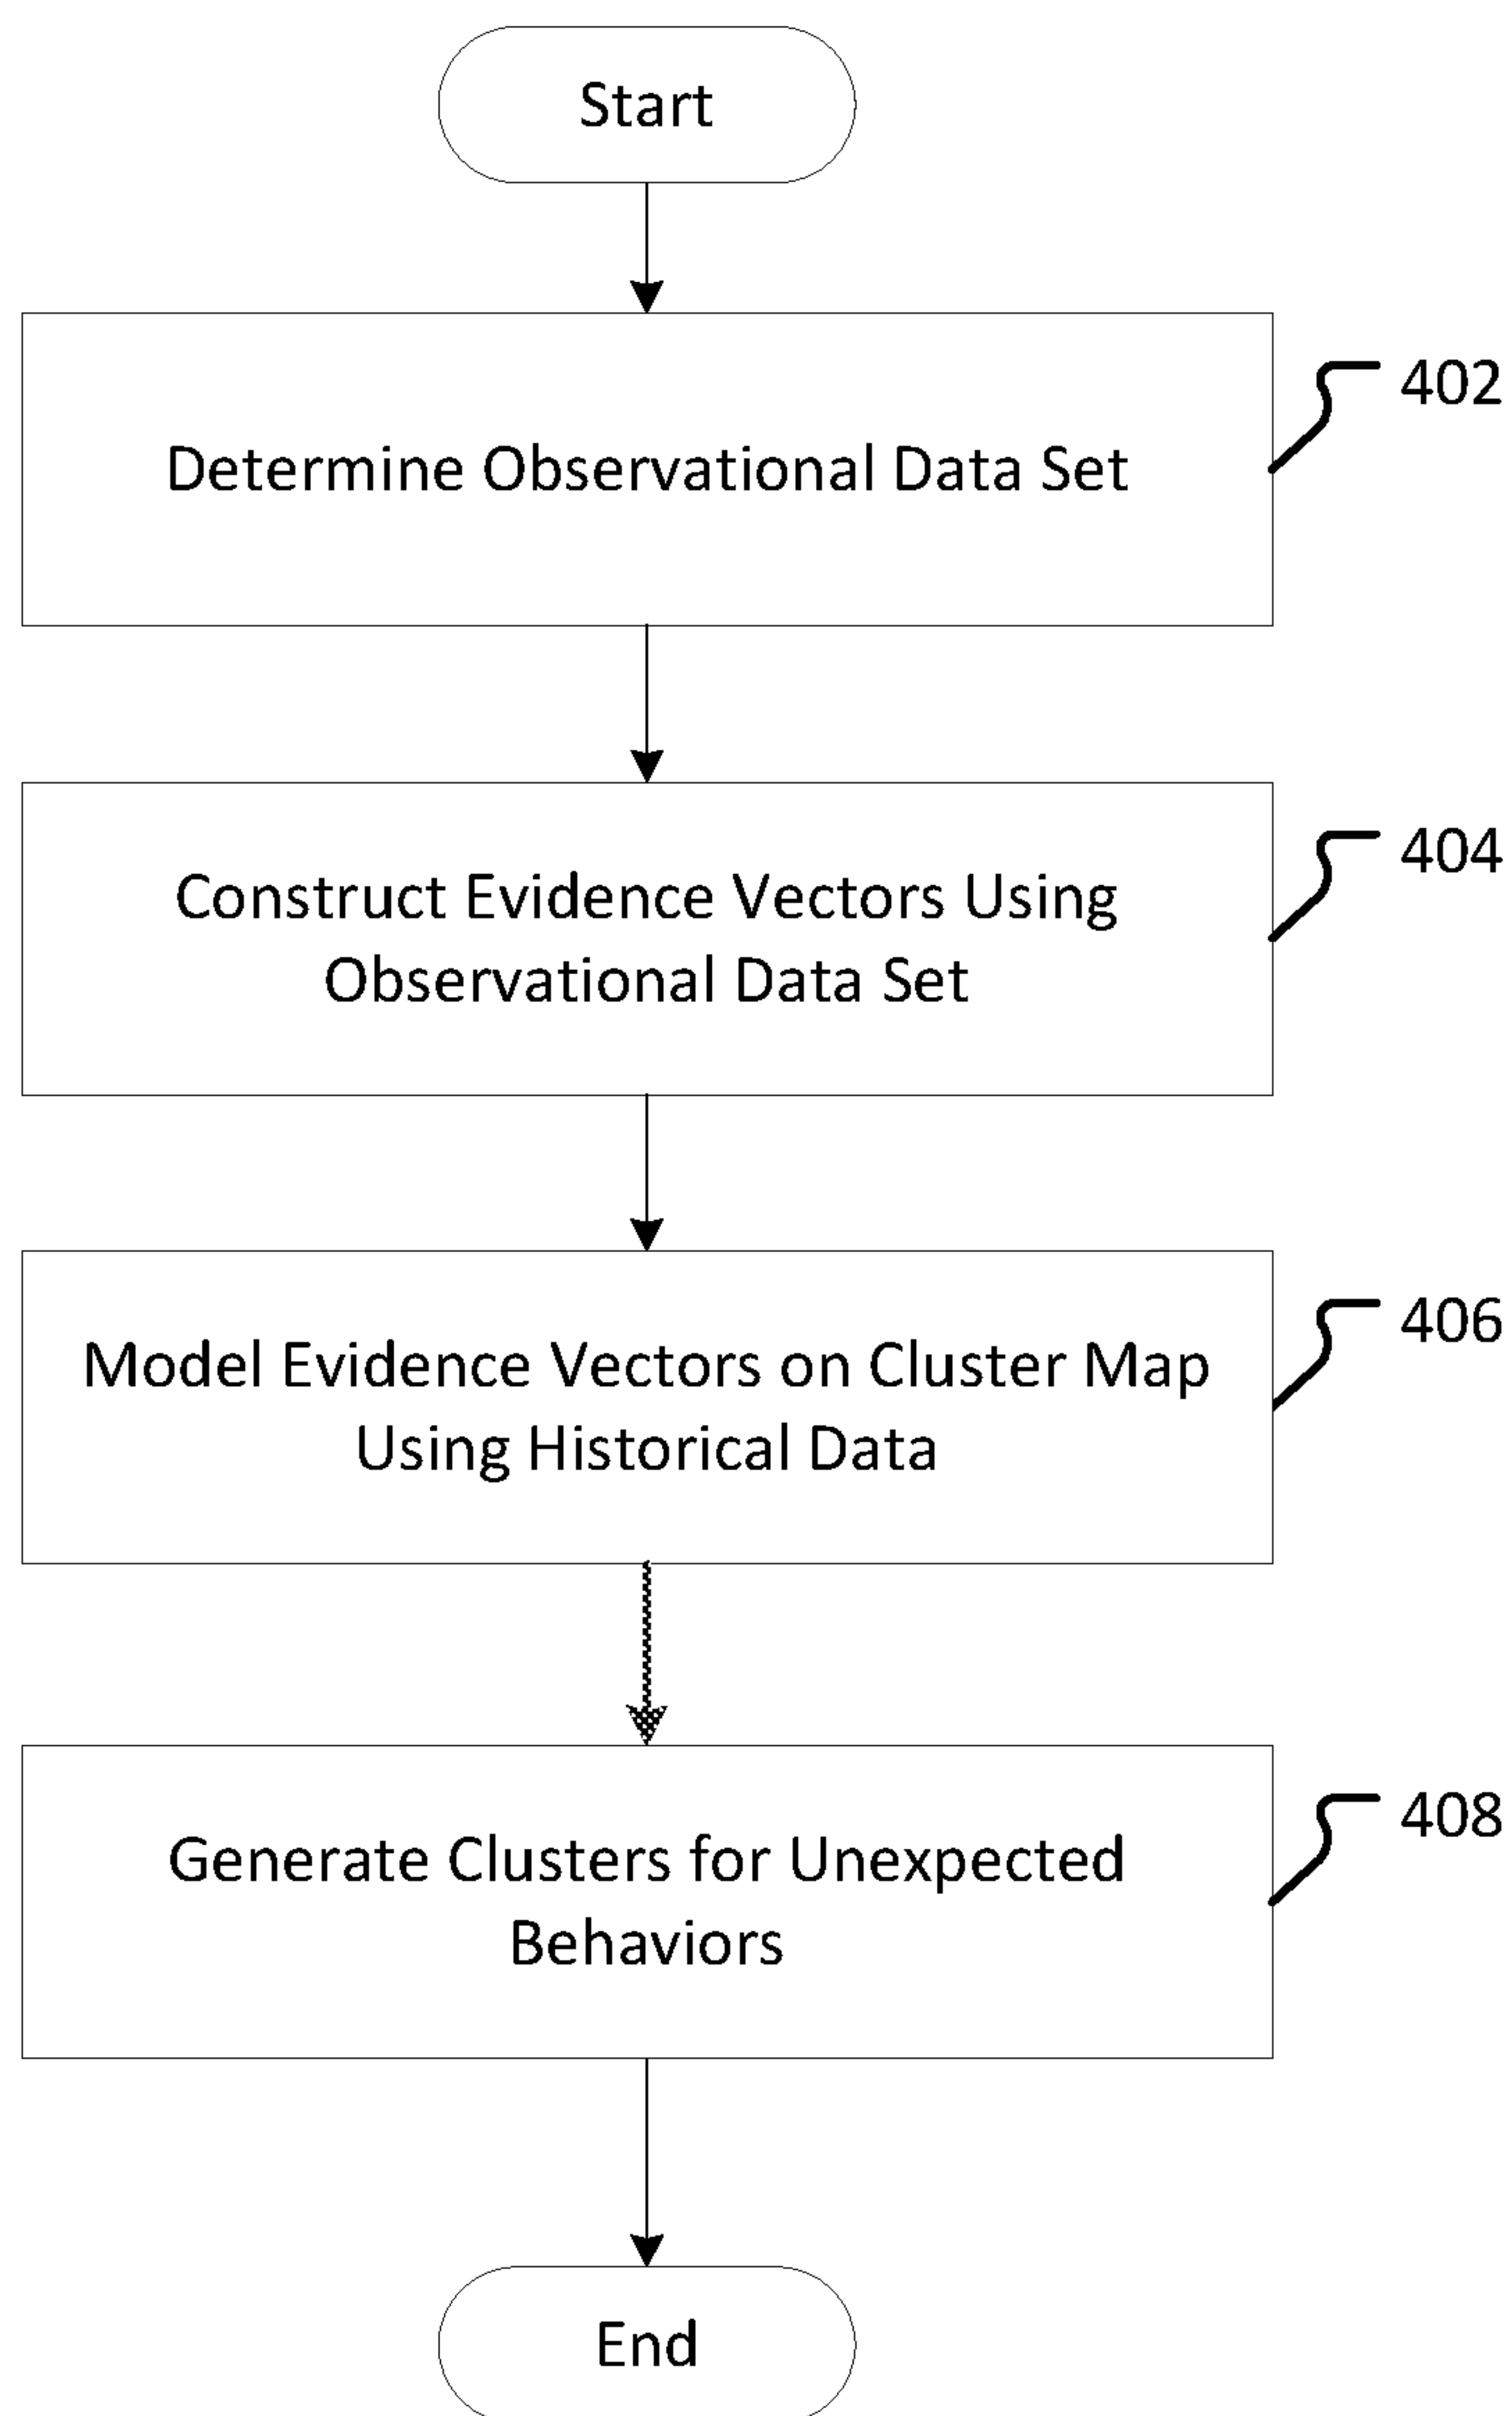 Start
Determine Observational Data Set
402
Construct Evidence Vectors Using
Observational Data Set
404
Model Evidence Vectors on Cluster Map
Using Historical Data
406
Generate Clusters for Unexpected
Behaviors
408
End